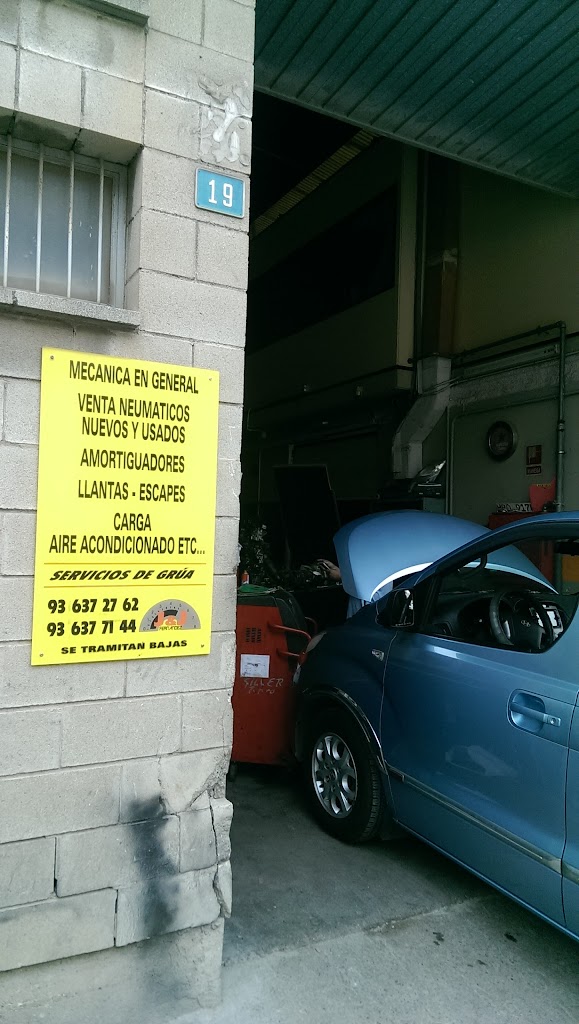 19
MECANICA EN GENERAL
VENTA NEUMATICOS
NUEVOS Y USADOS
AMORTIGUADORES
LLANTAS - ESCAPES
CARGA
AIRE ACONDICIONADO ETC...
SERVICIOS DE GRÚA
93 637 27 62
93 637 71 44
SE TRAMITAN BAJAS